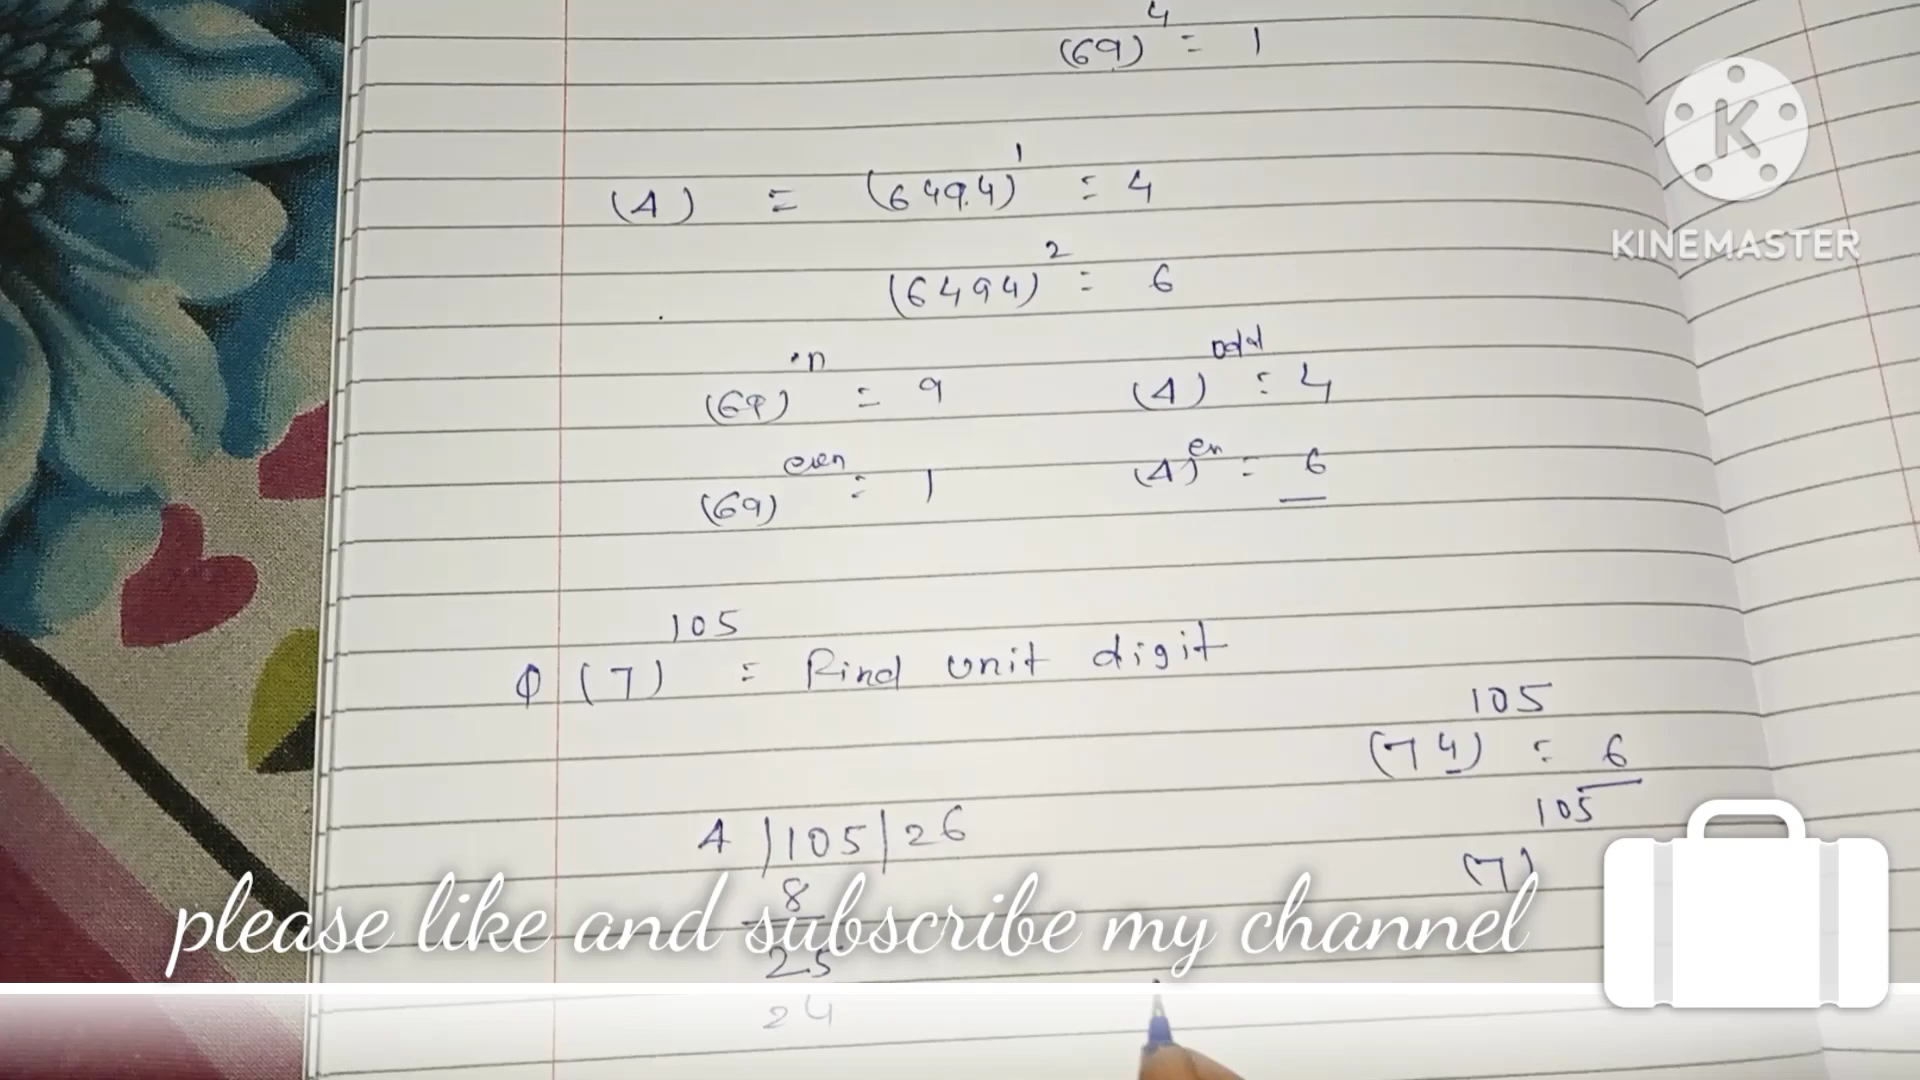 (69)⁴ = 1
(4) = (6494)¹ = 4
(6494)² = 6
(69)ⁿ = 9 (4)ᵒᵈᵈ = 4
(69)ᵉᵛᵉⁿ = 1 (4)ᵉⁿ = 6
Q (7)¹⁰⁵ = Find unit digit
(74)¹⁰⁵ = 6
4 )105( 26
8
25
24
(7)¹⁰⁵
please like and subscribe my channel
K
KINEMASTER